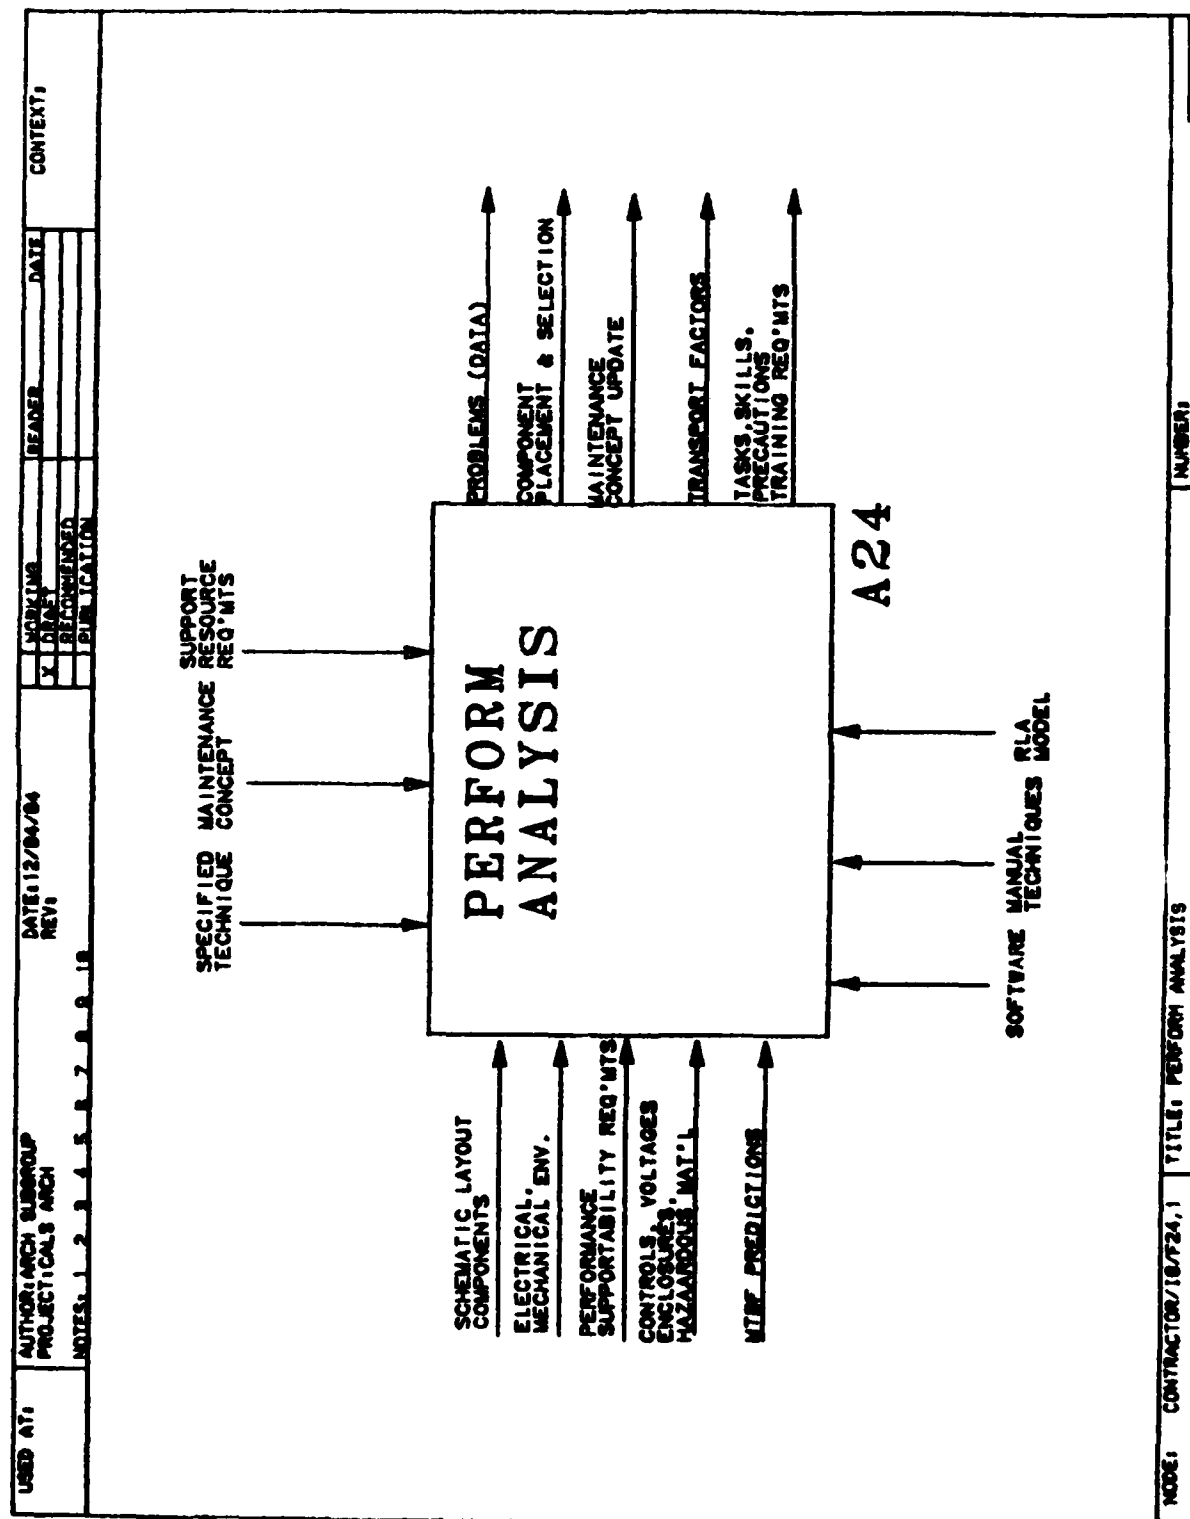 USED AT:
AUTHOR:ARCH SUBGROUP
PROJECT:CALS ARCH
NOTES: 1 2 3 4 5 6 7 8 9 10
DATE:12/04/84
REV:
WORKING
X DRAFT
RECOMMENDED
PUBLICATION
READER DATE
CONTEXT:
SPECIFIED
TECHNIQUE
MAINTENANCE
CONCEPT
SUPPORT
RESOURCE
REQ'MTS
SCHEMATIC LAYOUT
COMPONENTS
ELECTRICAL,
MECHANICAL ENV.
PERFORMANCE
SUPPORTABILITY REQ'MTS
CONTROLS, VOLTAGES
ENCLOSURES,
HAZARDOUS MAT'L
MTBF PREDICTIONS
PERFORM
ANALYSIS
A24
PROBLEMS (DATA)
COMPONENT
PLACEMENT & SELECTION
MAINTENANCE
CONCEPT UPDATE
TRANSPORT FACTORS
TASKS,SKILLS,
PRECAUTIONS
TRAINING REQ'MTS
SOFTWARE
MANUAL
TECHNIQUES
RLA
MODEL
NODE: CONTRACTOR/18/F24.1
TITLE: PERFORM ANALYSIS
NUMBER: